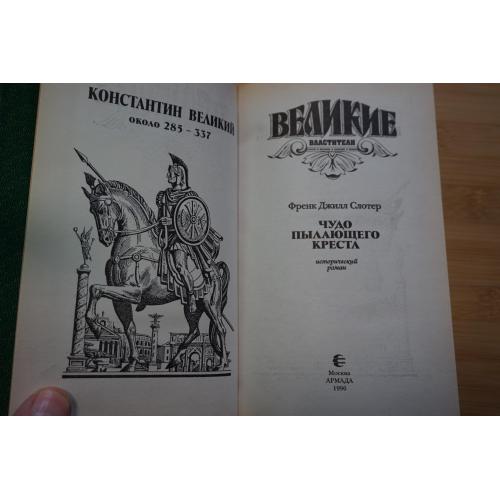 КОНСТАНТИН ВЕЛИКИЙ
ОКОЛО 285 – 337
ВЕЛИКИЕ
ВЛАСТИТЕЛИ
Френк Джилл Слотер
ЧУДО
ПЫЛАЮЩЕГО
КРЕСТА
исторический
роман
Москва
АРМАДА
1996